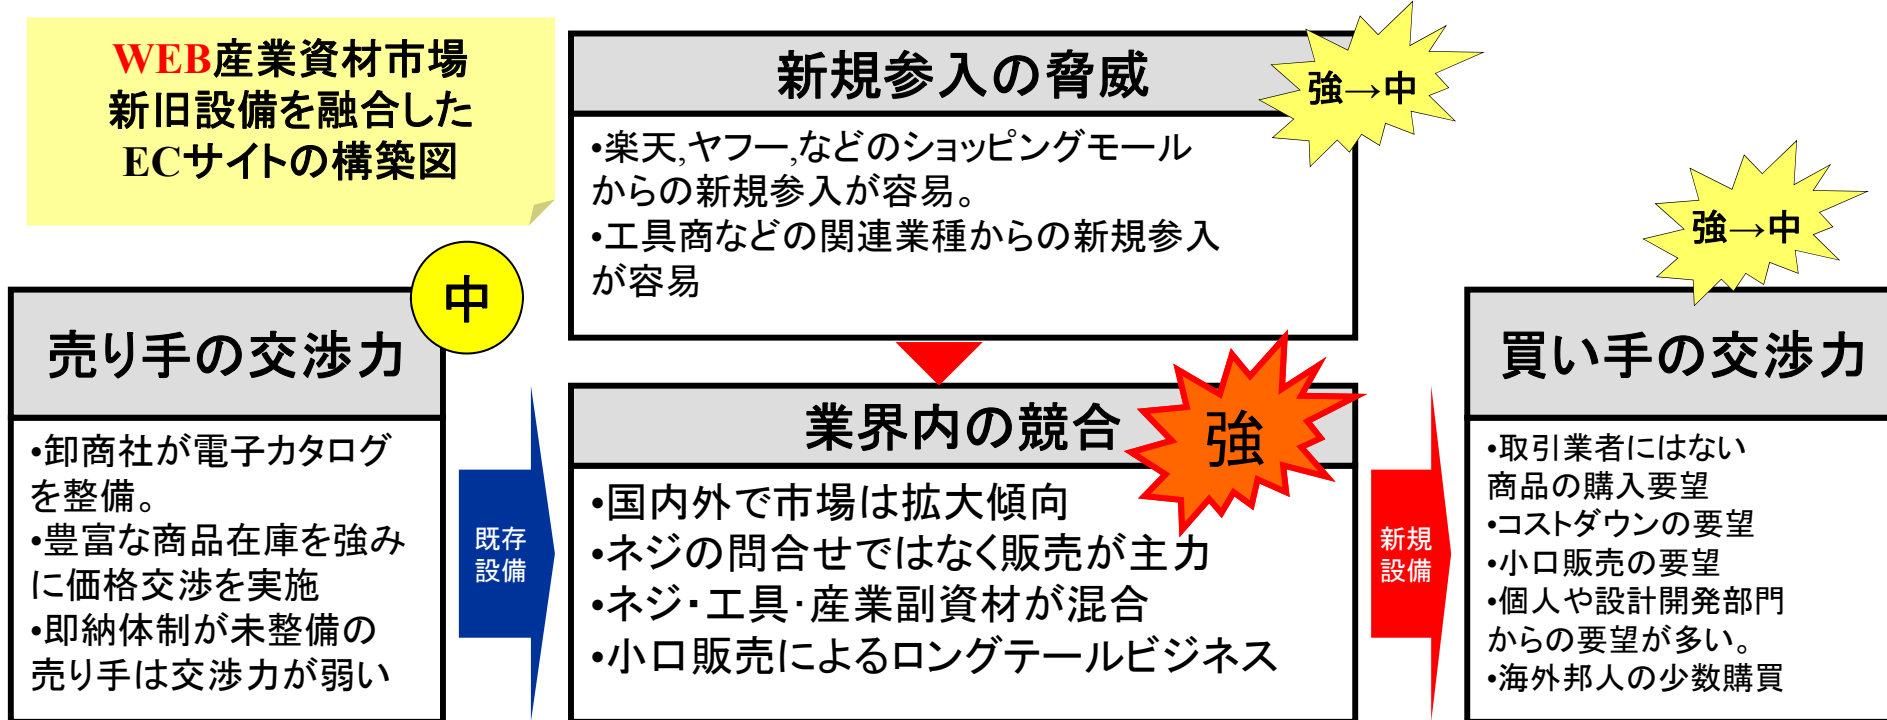 WEB産業資材市場
新旧設備を融合した
ECサイトの構築図
新規参入の脅威
強→中
•楽天,ヤフー,などのショッピングモール
からの新規参入が容易。
•工具商などの関連業種からの新規参入
が容易
売り手の交渉力
中
•卸商社が電子カタログ
を整備。
•豊富な商品在庫を強み
に価格交渉を実施
•即納体制が未整備の
売り手は交渉力が弱い
既存
設備
業界内の競合
強
•国内外で市場は拡大傾向
•ネジの問合せではなく販売が主力
•ネジ・工具・産業副資材が混合
•小口販売によるロングテールビジネス
新規
設備
強→中
買い手の交渉力
•取引業者にはない
商品の購入要望
•コストダウンの要望
•小口販売の要望
•個人や設計開発部門
からの要望が多い。
•海外邦人の少数購買